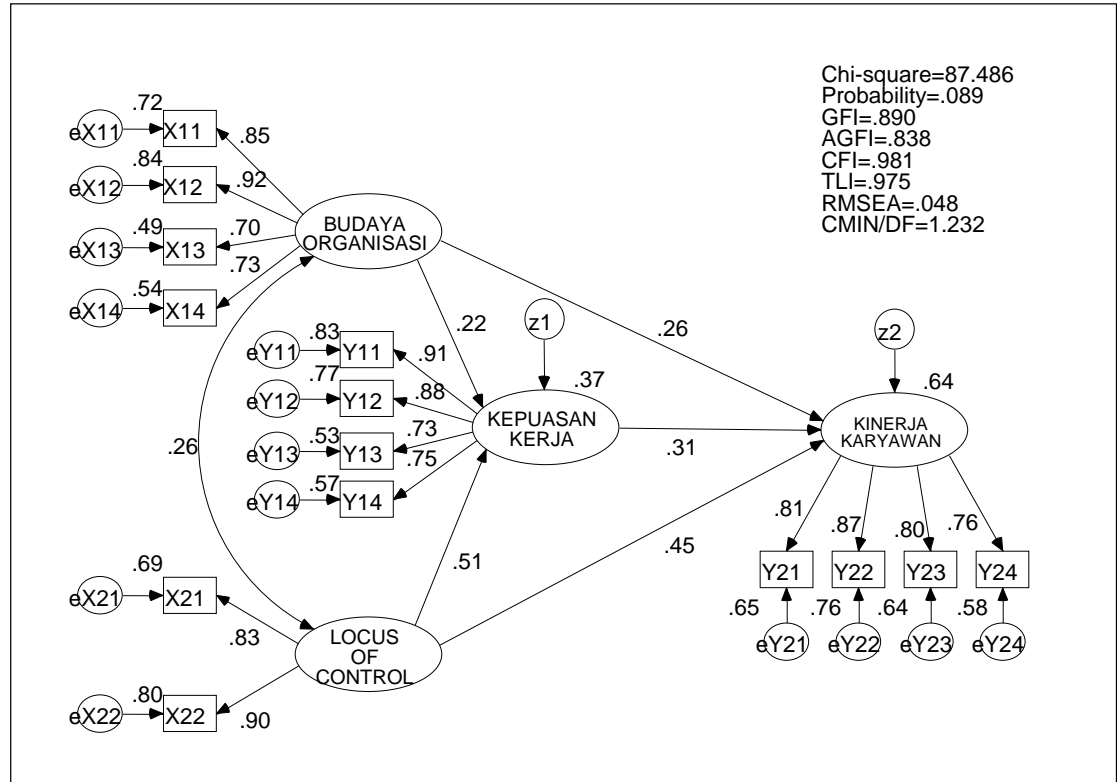 Chi-square=87.486
Probability=.089
GFI=.890
AGFI=.838
CFI=.981
TLI=.975
RMSEA=.048
CMIN/DF=1.232
.72
eX11
X11
.85
.84
eX12
X12
.92
.49
eX13
X13
.70
.54
eX14
X14
.73
BUDAYA
ORGANISASI
.22
.26
z1
z2
.83
eY11
Y11
.91
.77
eY12
Y12
.88
.53
eY13
Y13
.73
.57
eY14
Y14
.75
.37
KEPUASAN
KERJA
.31
.64
KINERJA
KARYAWAN
.26
.51
.45
.81
.87
.80
.76
Y21
Y22
Y23
Y24
.65
.76
.64
.58
eY21
eY22
eY23
eY24
.69
eX21
X21
.83
LOCUS
OF
CONTROL
.80
eX22
X22
.90